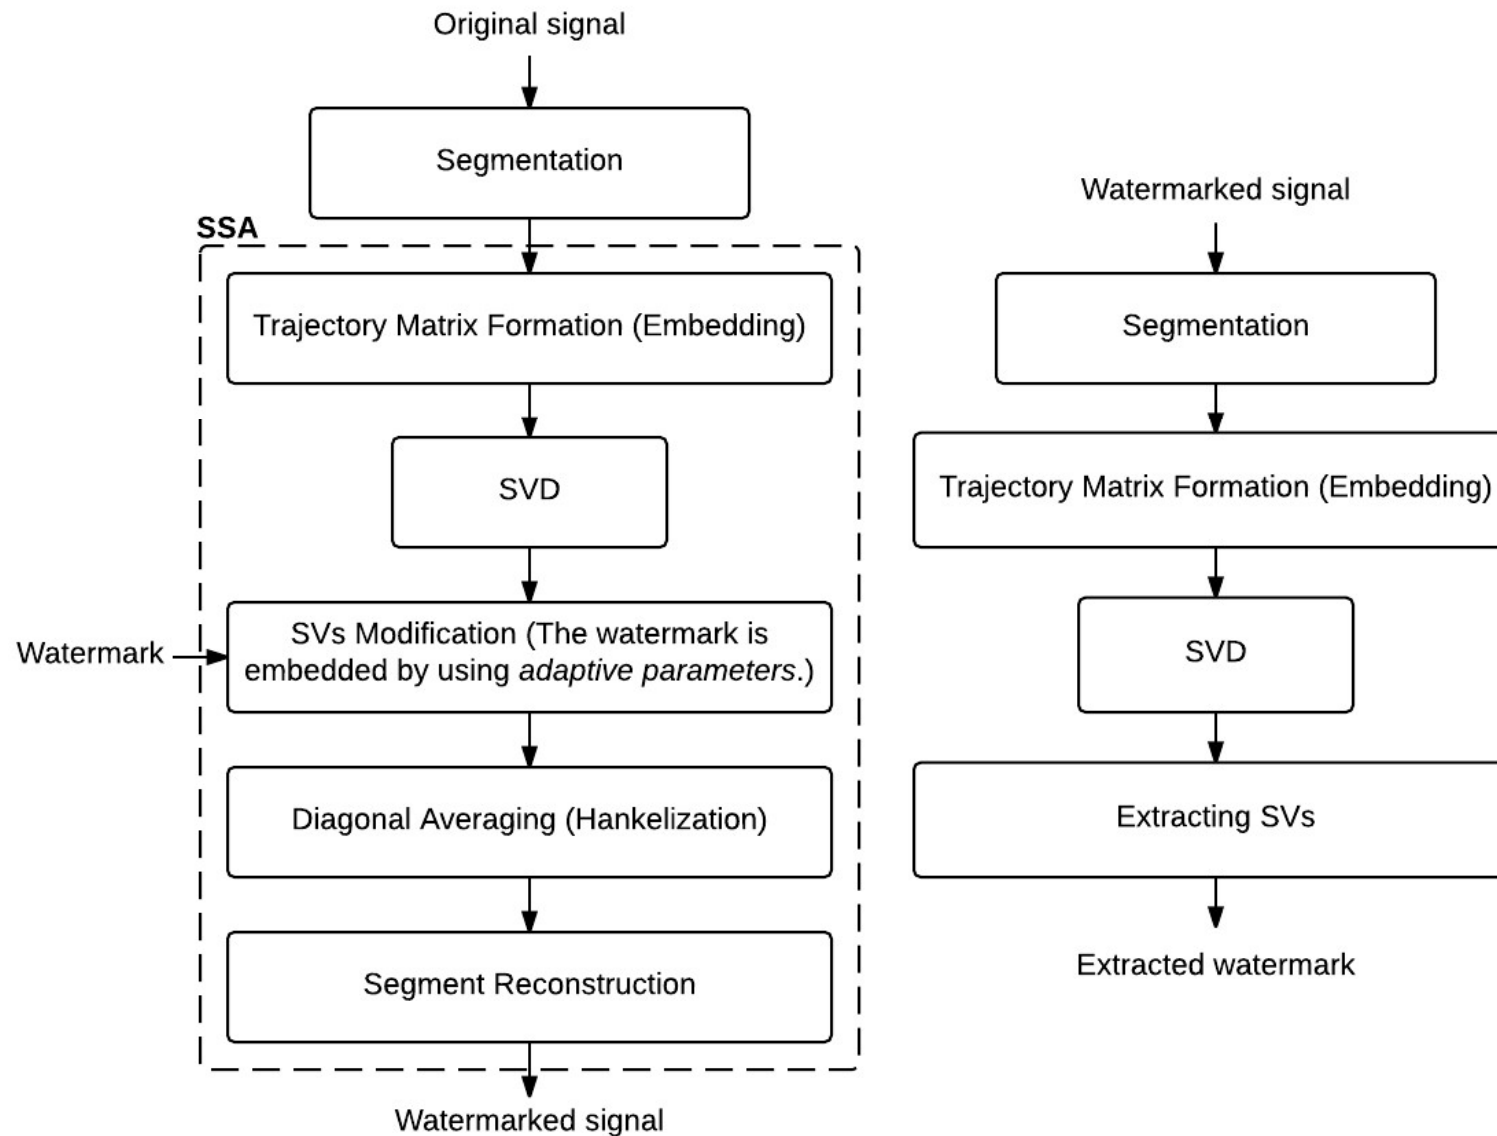 Original signal
Segmentation
SSA
Trajectory Matrix Formation (Embedding)
SVD
Watermark
SVs Modification (The watermark is
embedded by using adaptive parameters.)
Diagonal Averaging (Hankelization)
Segment Reconstruction
Watermarked signal
Watermarked signal
Segmentation
Trajectory Matrix Formation (Embedding)
SVD
Extracting SVs
Extracted watermark